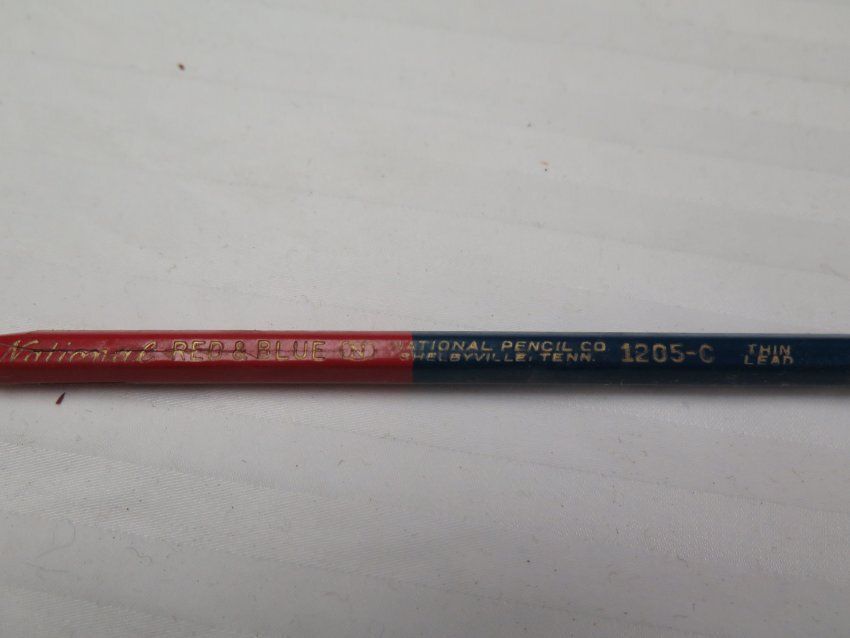 National RED & BLUE N NATIONAL PENCIL CO
SHELBYVILLE, TENN. 1205-C THIN
LEAD